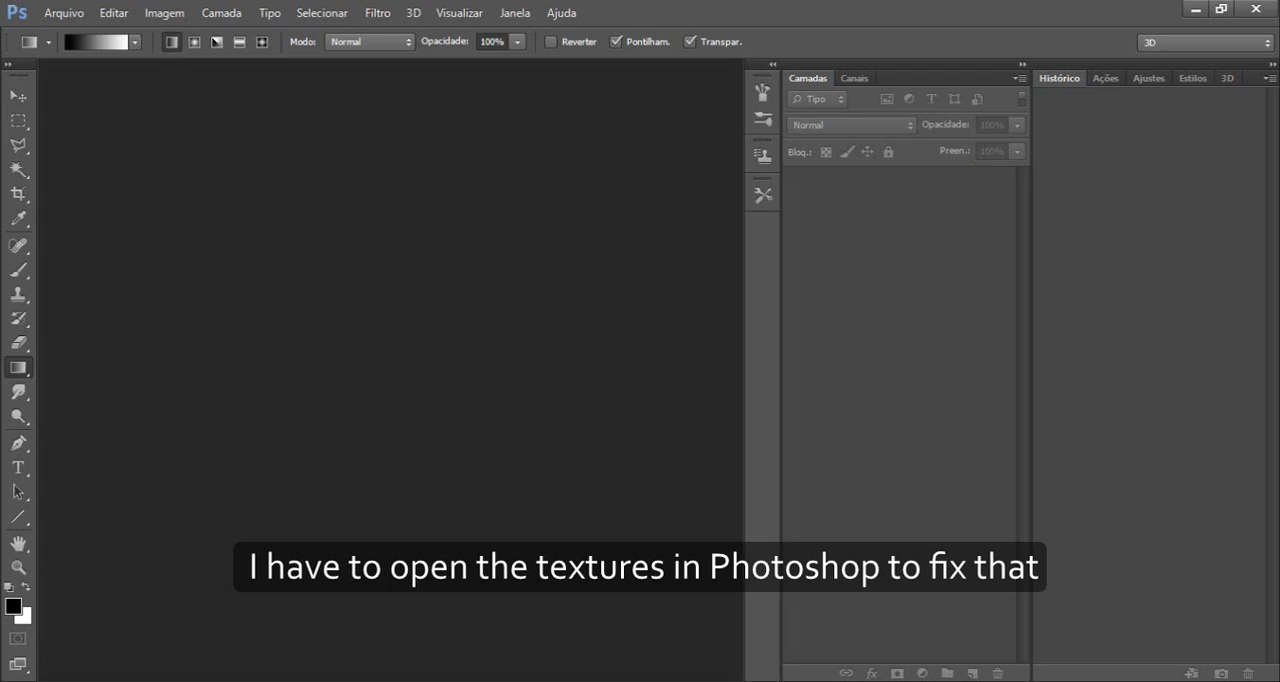 Ps Arquivo Editar Imagem Camada Tipo Selecionar Filtro 3D Visualizar Janela Ajuda
Modo: Normal Opacidade: 100% Reverter Pontilham. Transpar. 3D
Camadas Canais
Histórico Ações Ajustes Estilos 3D
Tipo
Normal Opacidade: 100%
Bloq.: Preen.: 100%
I have to open the textures in Photoshop to fix that